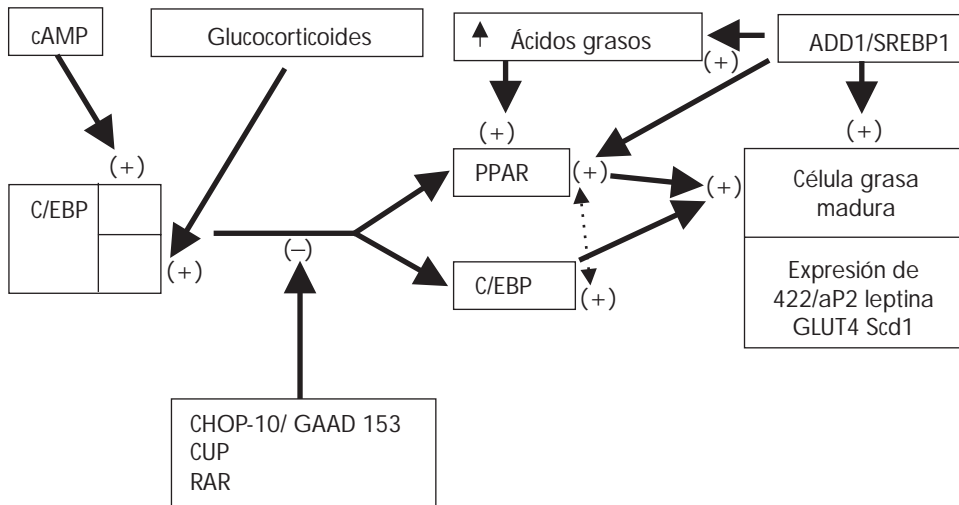 cAMP
Glucocorticoides
Ácidos grasos
ADD1/SREBP1
(+)
(+)
(+)
(+)
C/EBP
PPAR
(+)
(+)
Célula grasa
madura
(+)
(−)
C/EBP
(+)
Expresión de
422/aP2 leptina
GLUT4 Scd1
CHOP-10/ GAAD 153
CUP
RAR